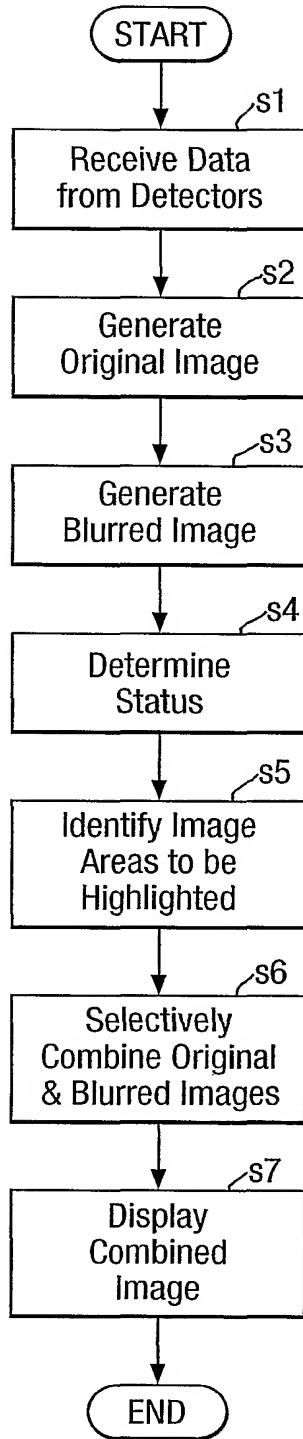 START
s1
Receive Data
from Detectors
s2
Generate
Original Image
s3
Generate
Blurred Image
s4
Determine
Status
s5
Identify Image
Areas to be
Highlighted
s6
Selectively
Combine Original
& Blurred Images
s7
Display
Combined
Image
END